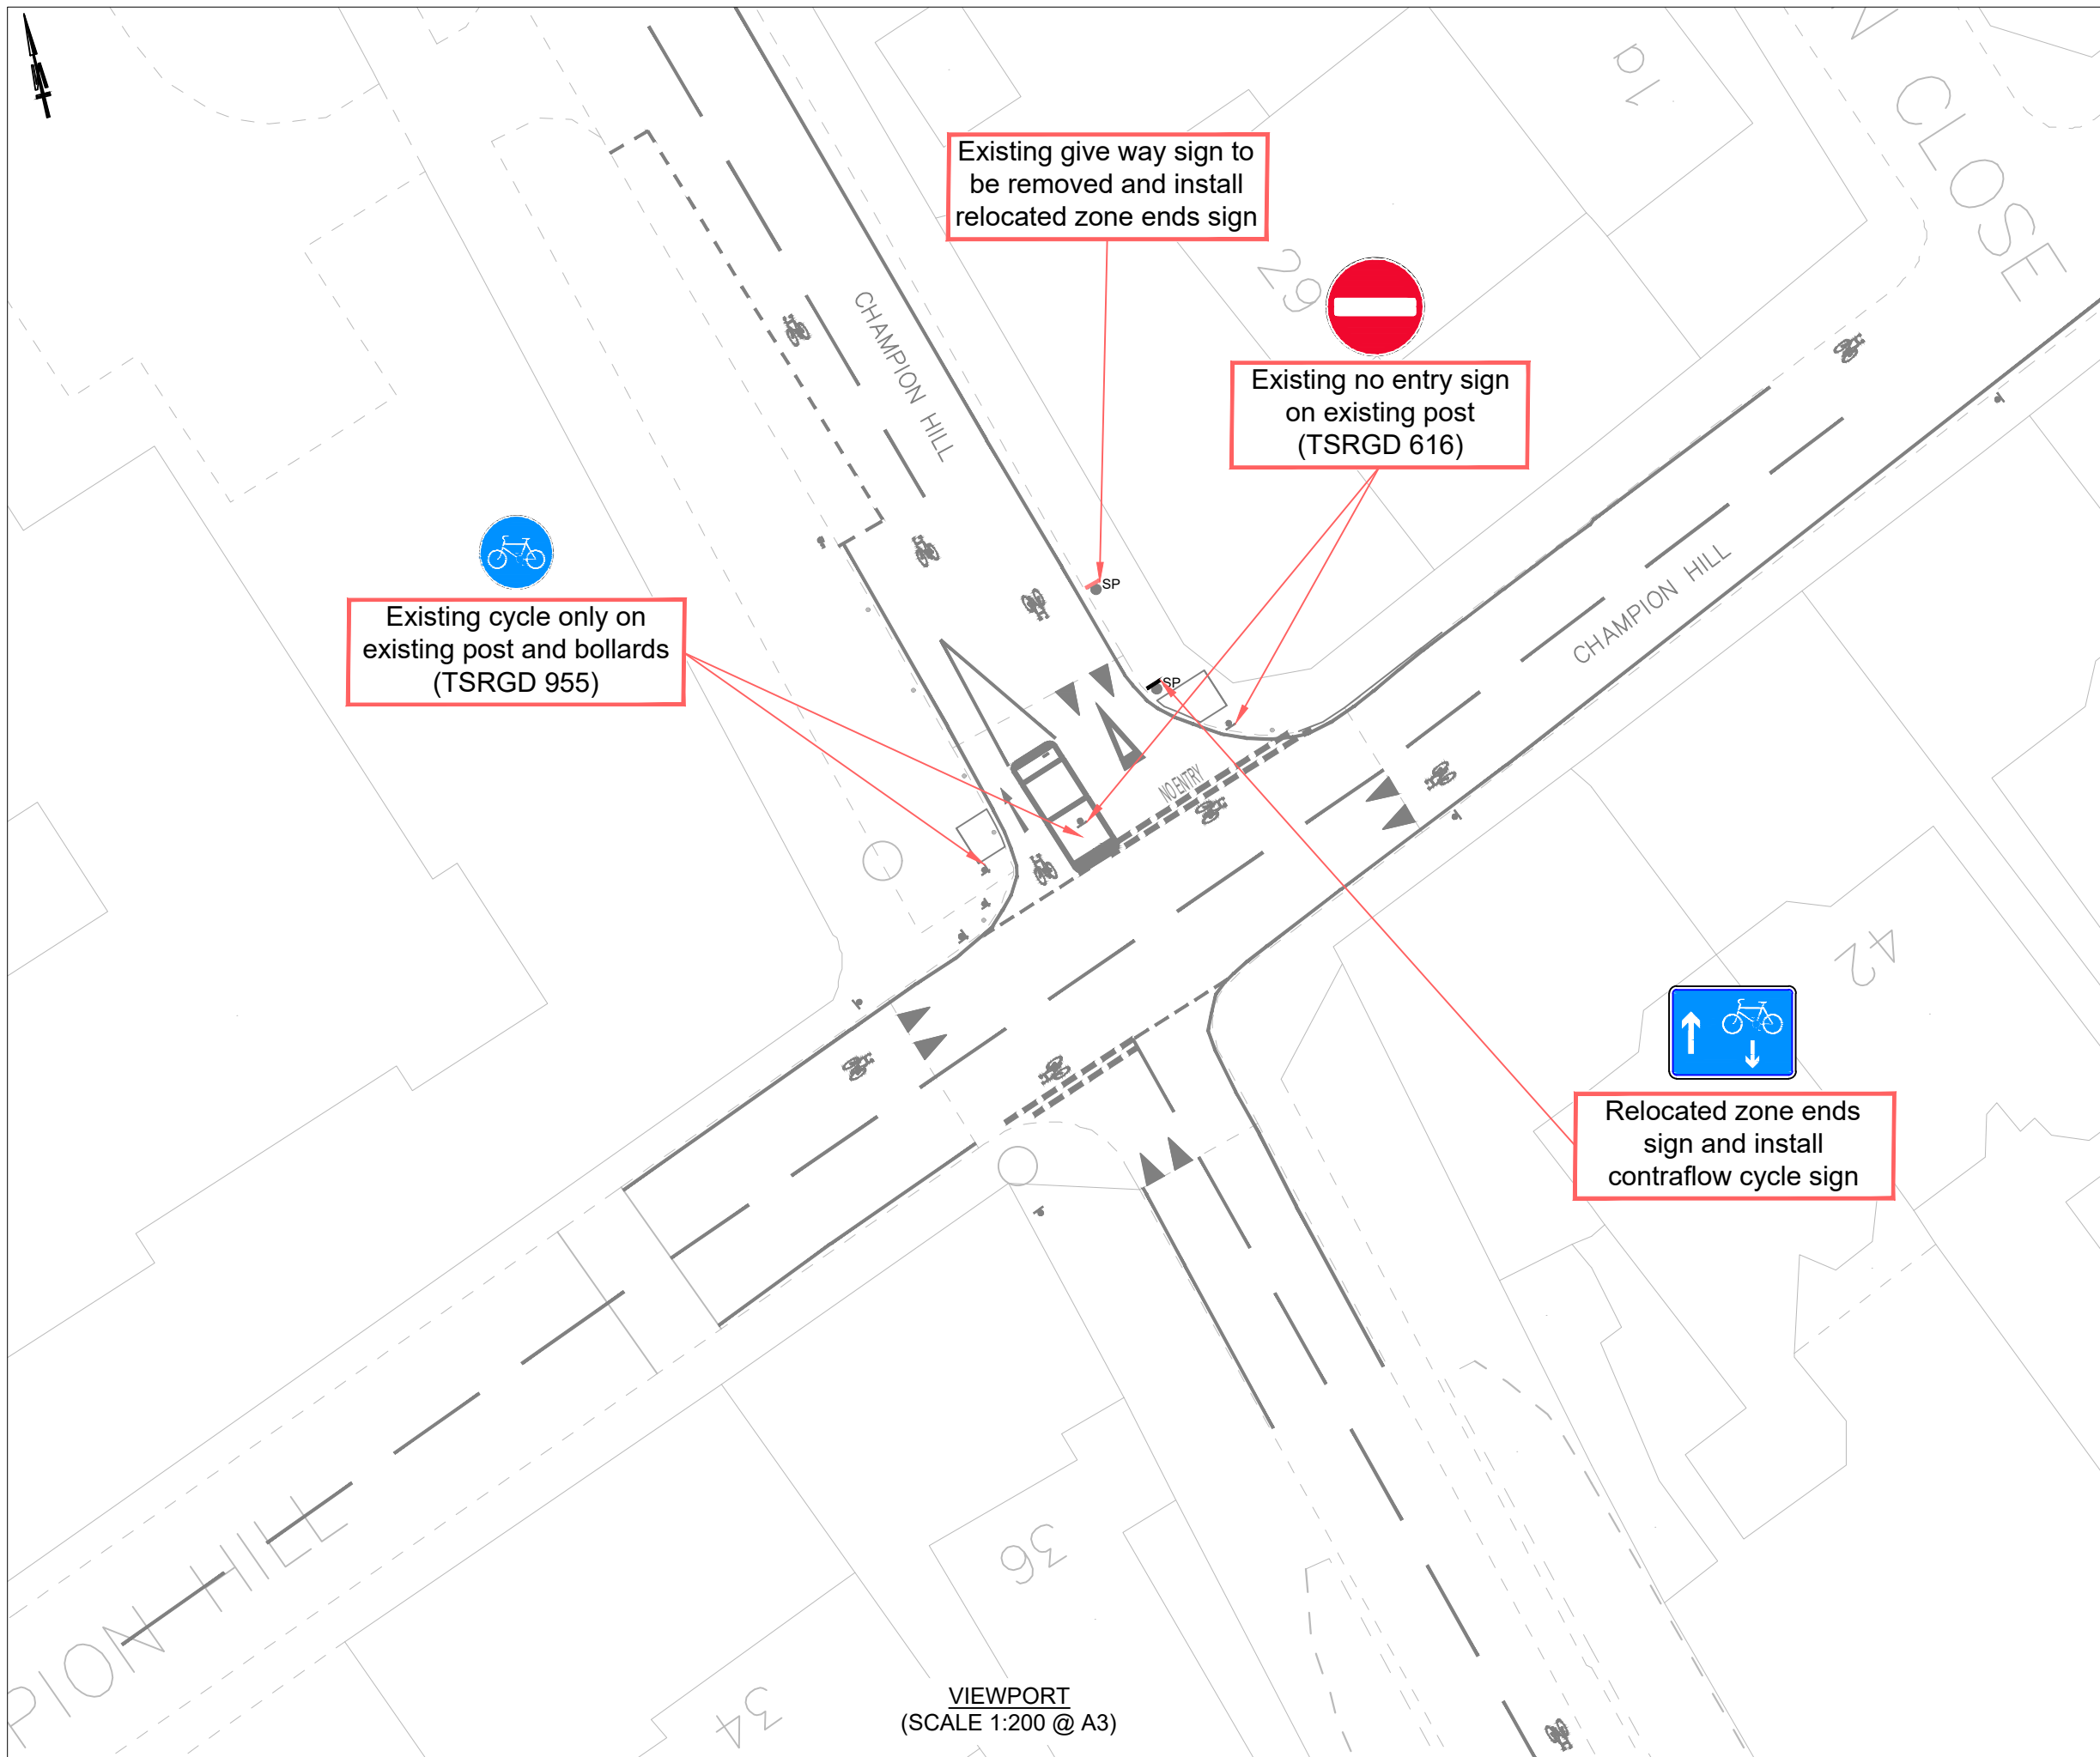 CLOSE
1d
Existing give way sign to
be removed and install
relocated zone ends sign
29
CHAMPION HILL
Existing no entry sign
on existing post
(TSRGD 616)
Existing cycle only on
existing post and bollards
(TSRGD 955)
SP
CHAMPION HILL
SP
NO ENTRY
42
Relocated zone ends
sign and install
contraflow cycle sign
PION HILL
36
34
VIEWPORT
(SCALE 1:200 @ A3)